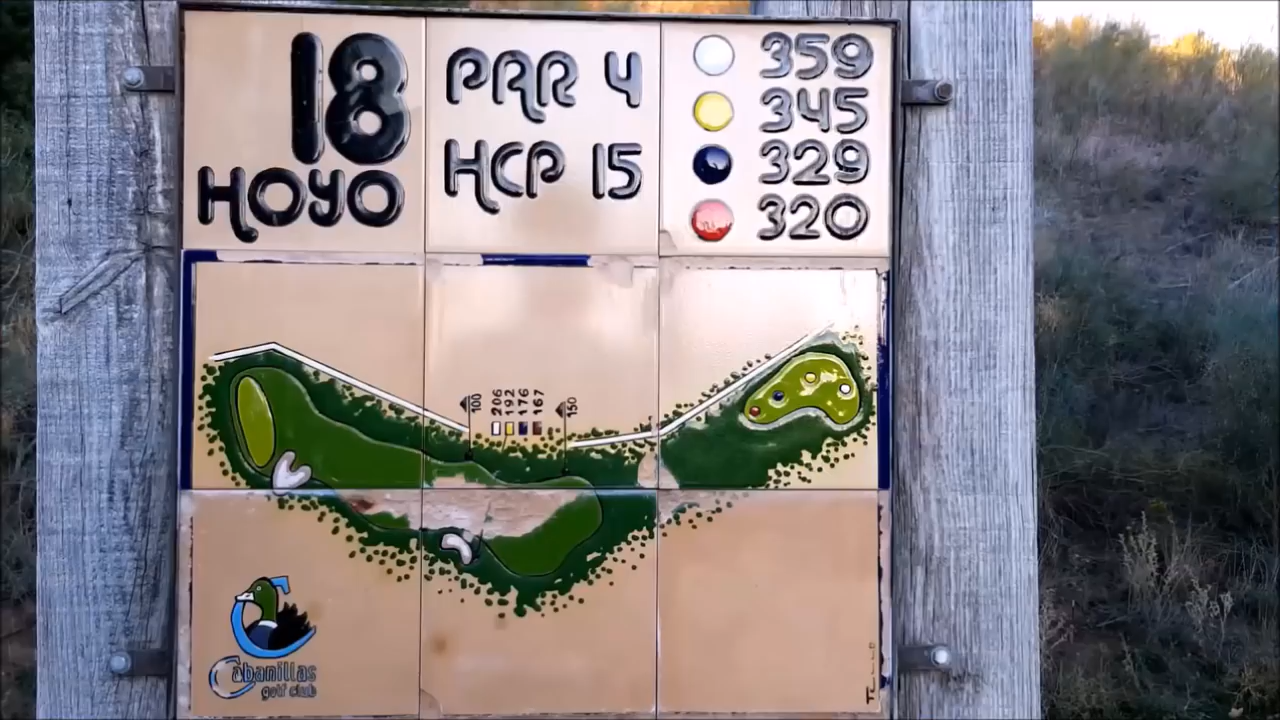 18
HOYO
PAR 4
HCP 15
359
345
329
320
100
206
192
176
167
150
Cabanillas
golf club